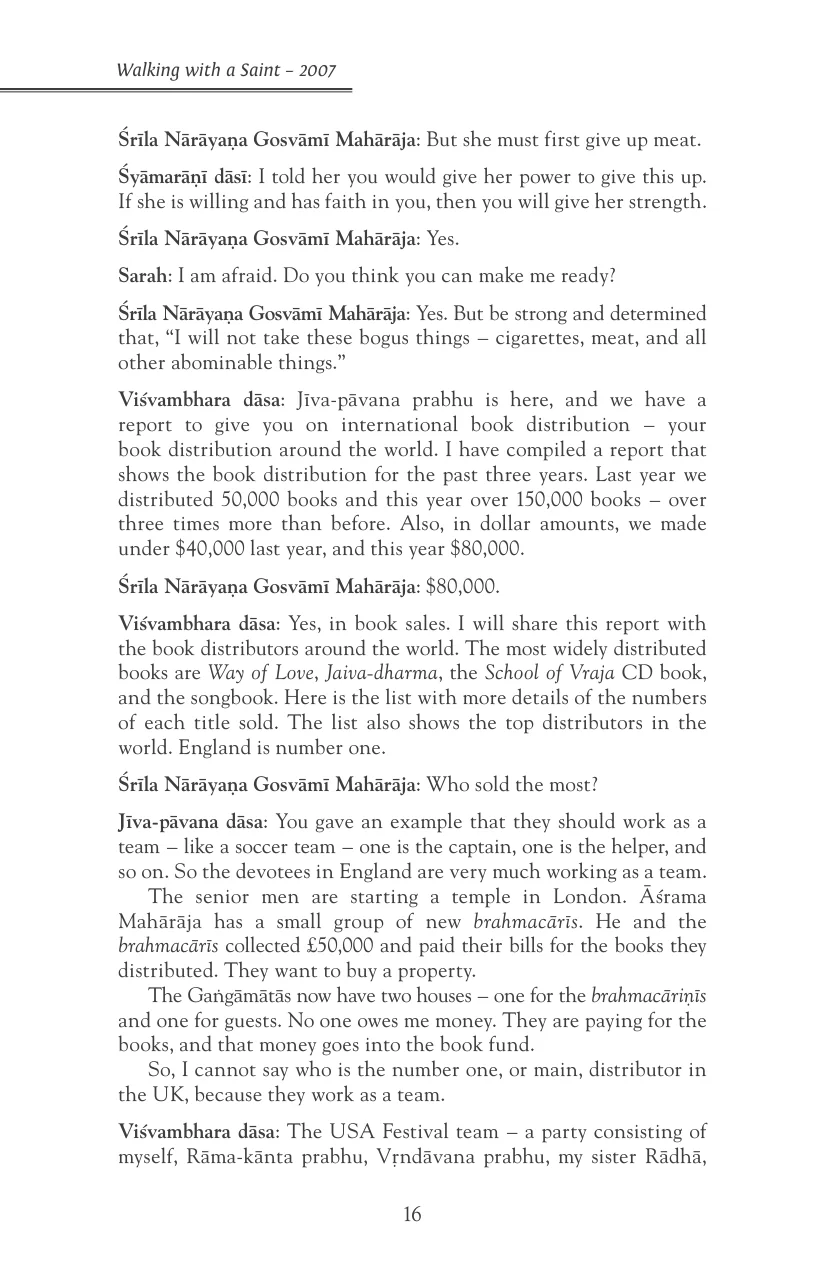 Walking with a Saint – 2007
Śrīla Nārāyaṇa Gosvāmī Mahārāja: But she must first give up meat.
Śyāmarāṇī dāsī: I told her you would give her power to give this up.
If she is willing and has faith in you, then you will give her strength.
Śrīla Nārāyaṇa Gosvāmī Mahārāja: Yes.
Sarah: I am afraid. Do you think you can make me ready?
Śrīla Nārāyaṇa Gosvāmī Mahārāja: Yes. But be strong and determined
that, “I will not take these bogus things – cigarettes, meat, and all
other abominable things.”
Viśvambhara dāsa: Jīva-pāvana prabhu is here, and we have a
report to give you on international book distribution – your
book distribution around the world. I have compiled a report that
shows the book distribution for the past three years. Last year we
distributed 50,000 books and this year over 150,000 books – over
three times more than before. Also, in dollar amounts, we made
under $40,000 last year, and this year $80,000.
Śrīla Nārāyaṇa Gosvāmī Mahārāja: $80,000.
Viśvambhara dāsa: Yes, in book sales. I will share this report with
the book distributors around the world. The most widely distributed
books are Way of Love, Jaiva-dharma, the School of Vraja CD book,
and the songbook. Here is the list with more details of the numbers
of each title sold. The list also shows the top distributors in the
world. England is number one.
Śrīla Nārāyaṇa Gosvāmī Mahārāja: Who sold the most?
Jīva-pāvana dāsa: You gave an example that they should work as a
team – like a soccer team – one is the captain, one is the helper, and
so on. So the devotees in England are very much working as a team.
The senior men are starting a temple in London. Āśrama
Mahārāja has a small group of new brahmacārīs. He and the
brahmacārīs collected £50,000 and paid their bills for the books they
distributed. They want to buy a property.
The Gaṅgāmātās now have two houses – one for the brahmacāriṇīs
and one for guests. No one owes me money. They are paying for the
books, and that money goes into the book fund.
So, I cannot say who is the number one, or main, distributor in
the UK, because they work as a team.
Viśvambhara dāsa: The USA Festival team – a party consisting of
myself, Rāma-kānta prabhu, Vṛndāvana prabhu, my sister Rādhā,
16